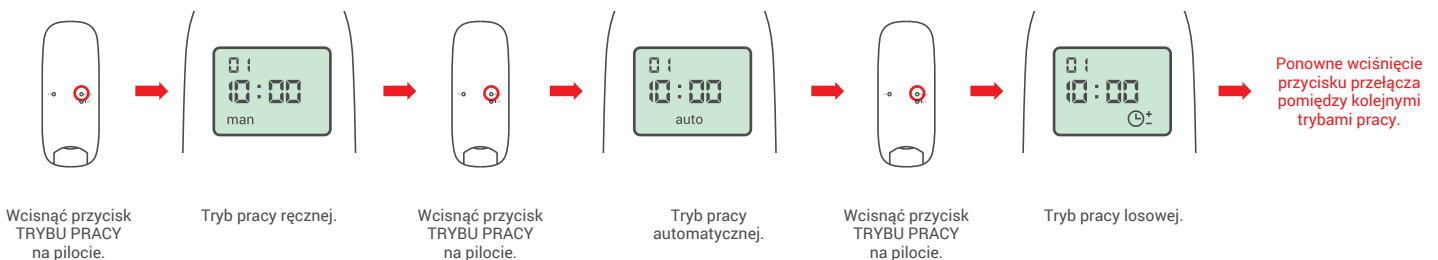 01
10:00
man
01
10:00
auto
01
10:00
Ponowne wciśnięcie
przycisku przełącza
pomiędzy kolejnymi
trybami pracy.
Wcisnąć przycisk
TRYBU PRACY
na pilocie.
Tryb pracy ręcznej.
Wcisnąć przycisk
TRYBU PRACY
na pilocie.
Tryb pracy
automatycznej.
Wcisnąć przycisk
TRYBU PRACY
na pilocie.
Tryb pracy losowej.